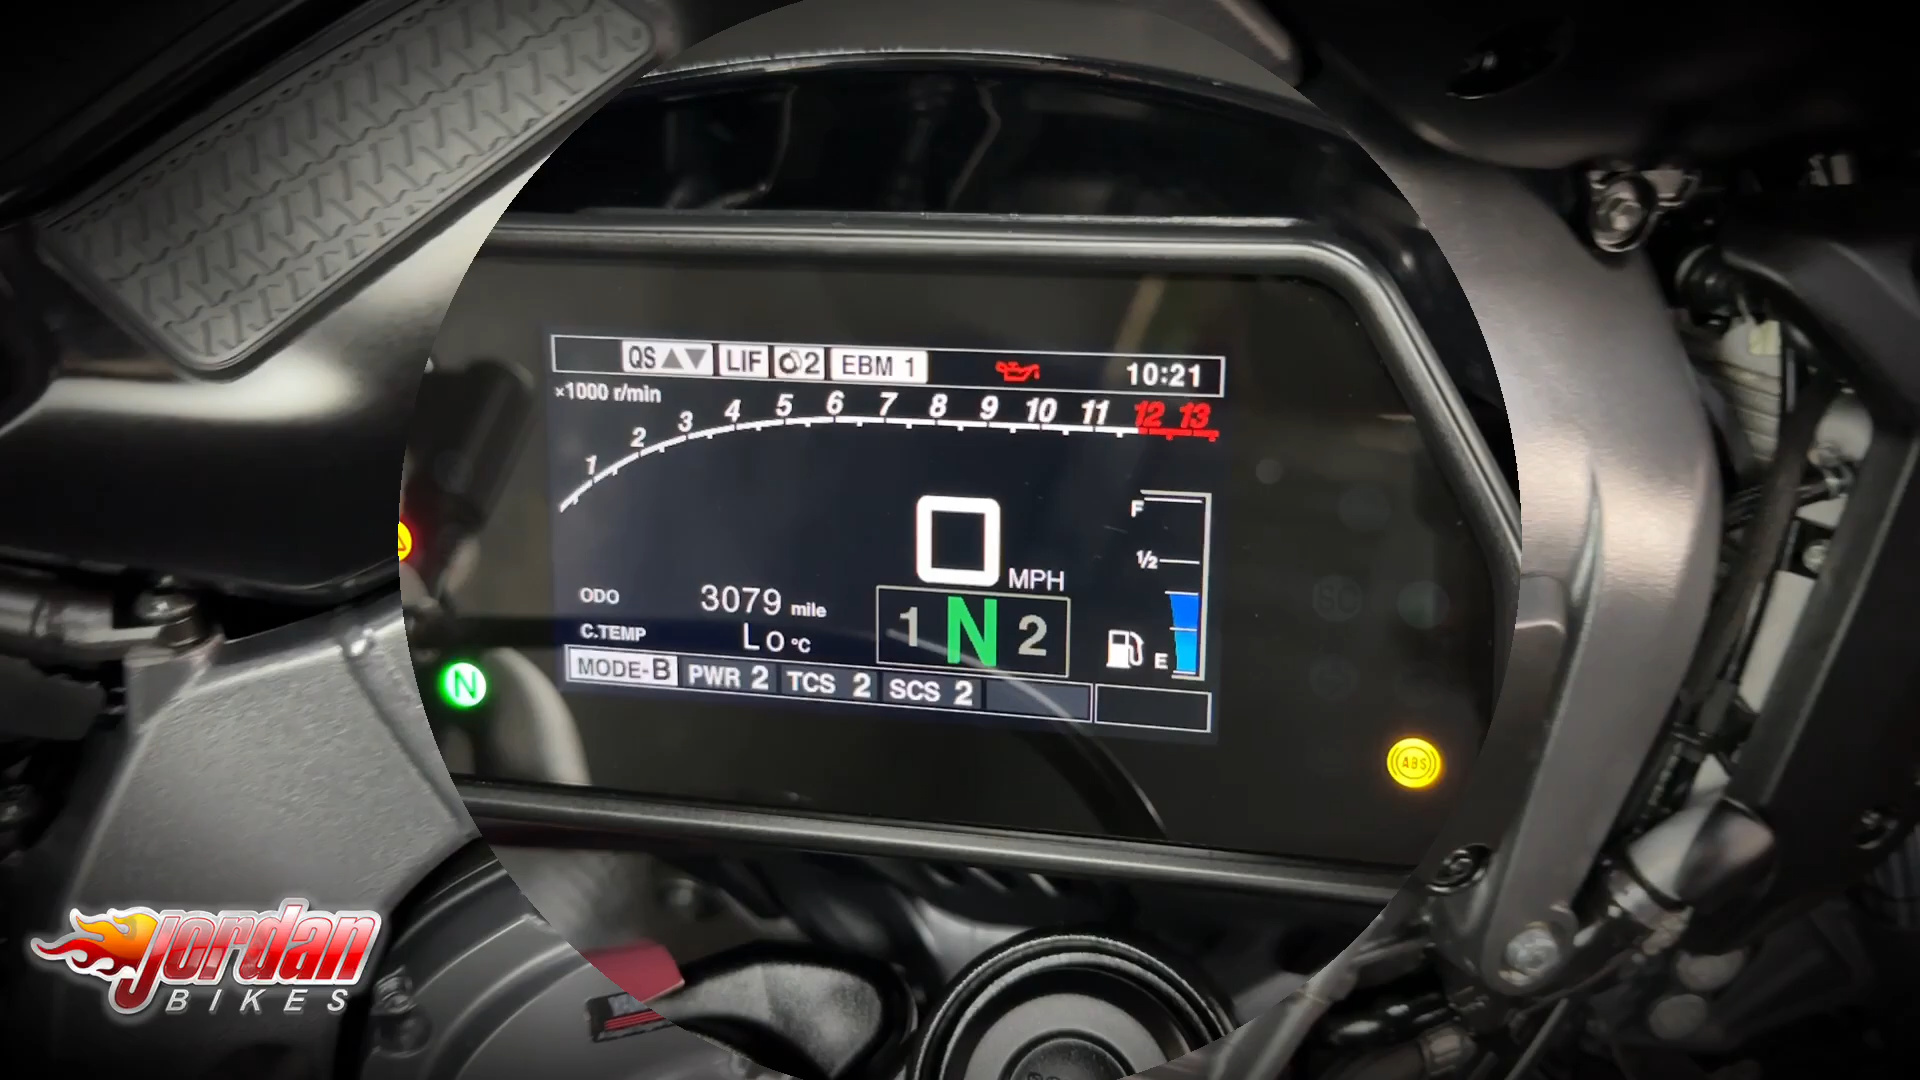 QS LIF 2 EBM 1 10:21
×1000 r/min
1 2 3 4 5 6 7 8 9 10 11 12 13
0 MPH
F
1/2
E
ODO 3079 mile
C.TEMP Lo °C
1 N 2
MODE-B PWR 2 TCS 2 SCS 2
N
ABS
Jordan
BIKES